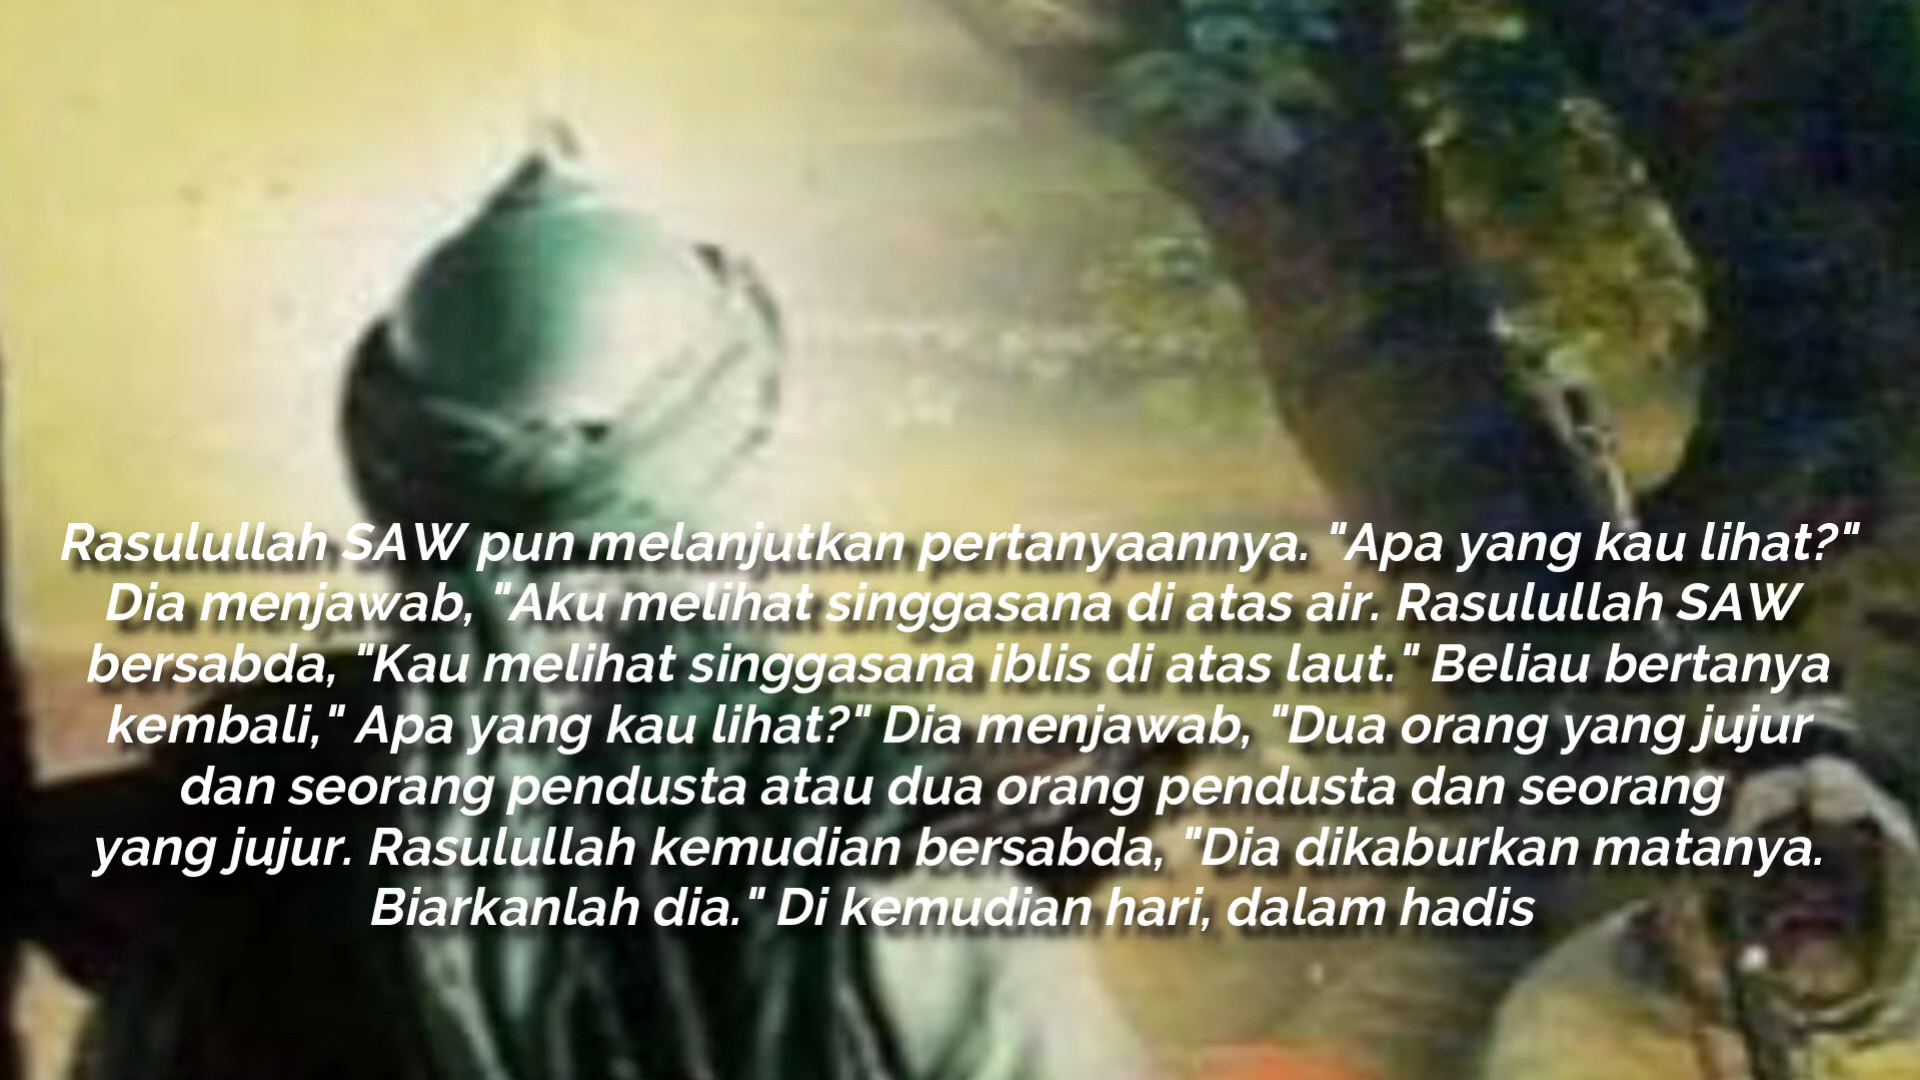 Rasulullah SAW pun melanjutkan pertanyaannya. "Apa yang kau lihat?"
Dia menjawab, "Aku melihat singgasana di atas air. Rasulullah SAW
bersabda, "Kau melihat singgasana iblis di atas laut." Beliau bertanya
kembali," Apa yang kau lihat?" Dia menjawab, "Dua orang yang jujur
dan seorang pendusta atau dua orang pendusta dan seorang
yang jujur. Rasulullah kemudian bersabda, "Dia dikaburkan matanya.
Biarkanlah dia." Di kemudian hari, dalam hadis